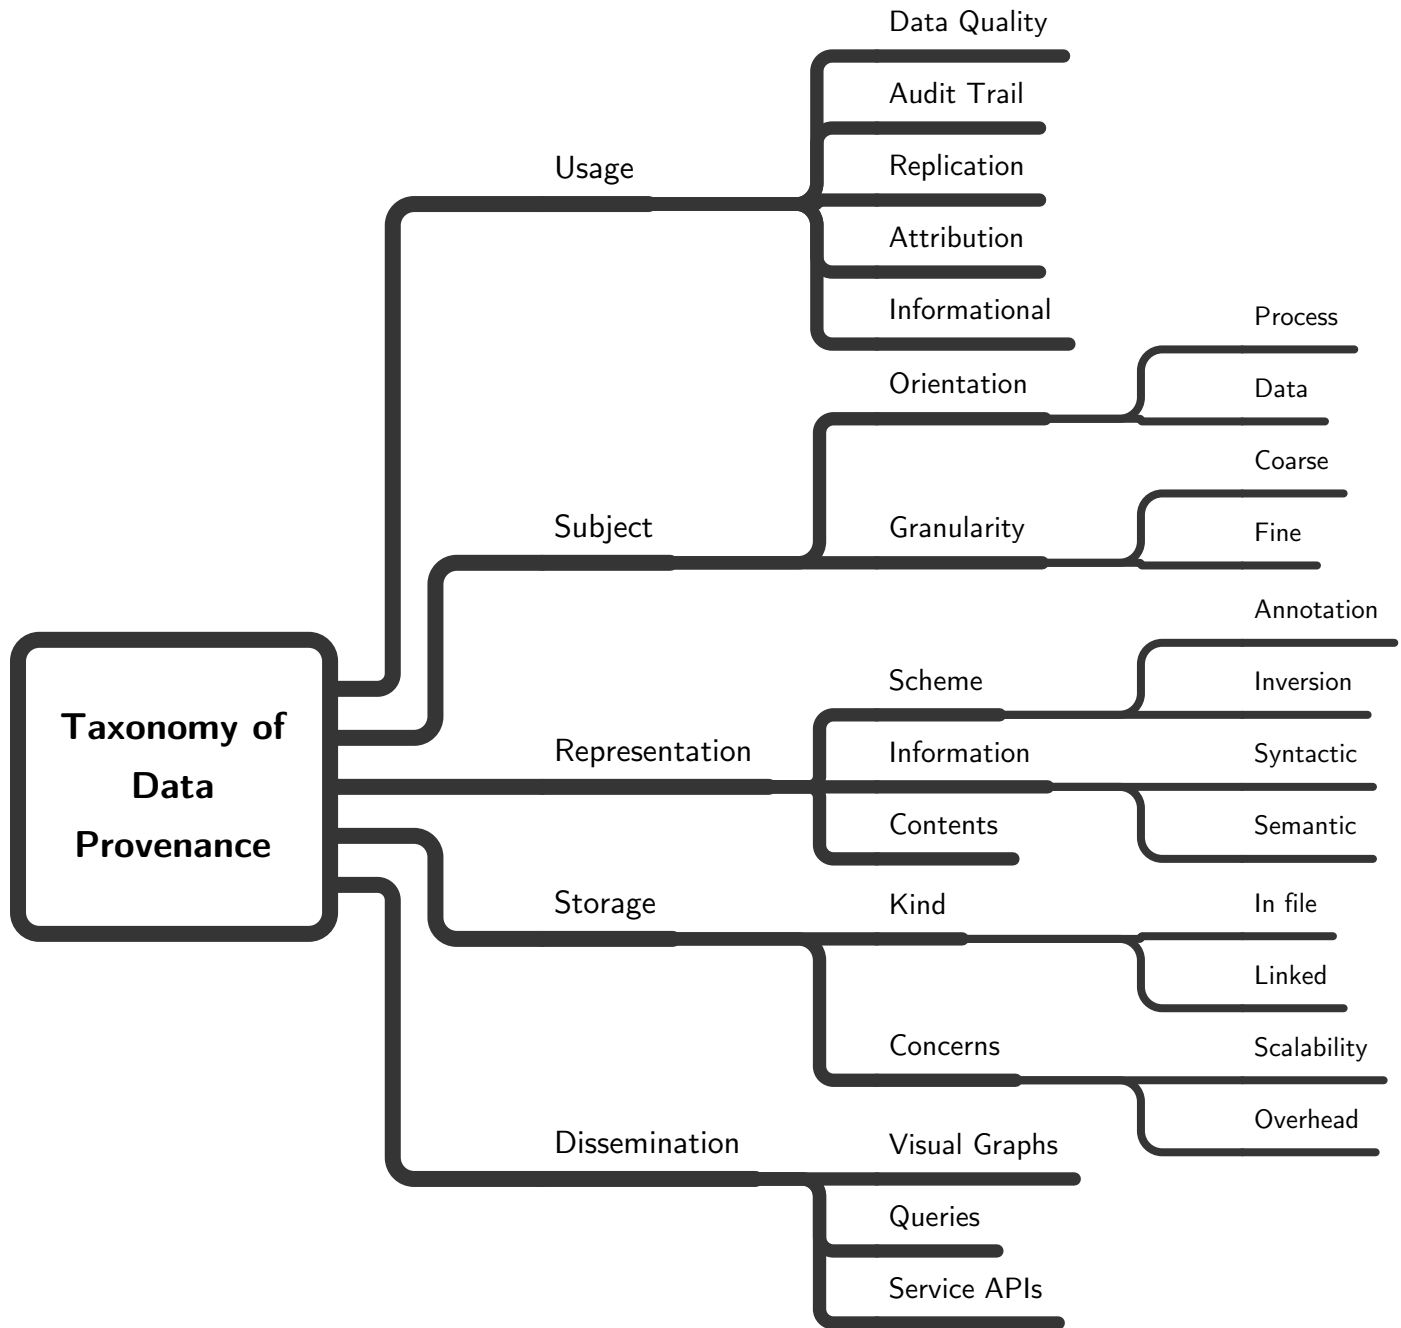 Taxonomy of
Data
Provenance
Usage
Data Quality
Audit Trail
Replication
Attribution
Informational
Subject
Orientation
Process
Data
Granularity
Coarse
Fine
Representation
Scheme
Annotation
Inversion
Information
Syntactic
Semantic
Contents
Storage
Kind
In file
Linked
Concerns
Scalability
Overhead
Dissemination
Visual Graphs
Queries
Service APIs